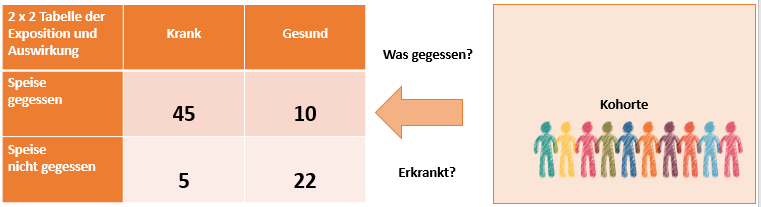 2 x 2 Tabelle der
Exposition und
Auswirkung
Krank
Gesund
Speise
gegessen
45
10
Speise
nicht gegessen
5
22
Was gegessen?
Erkrankt?
Kohorte